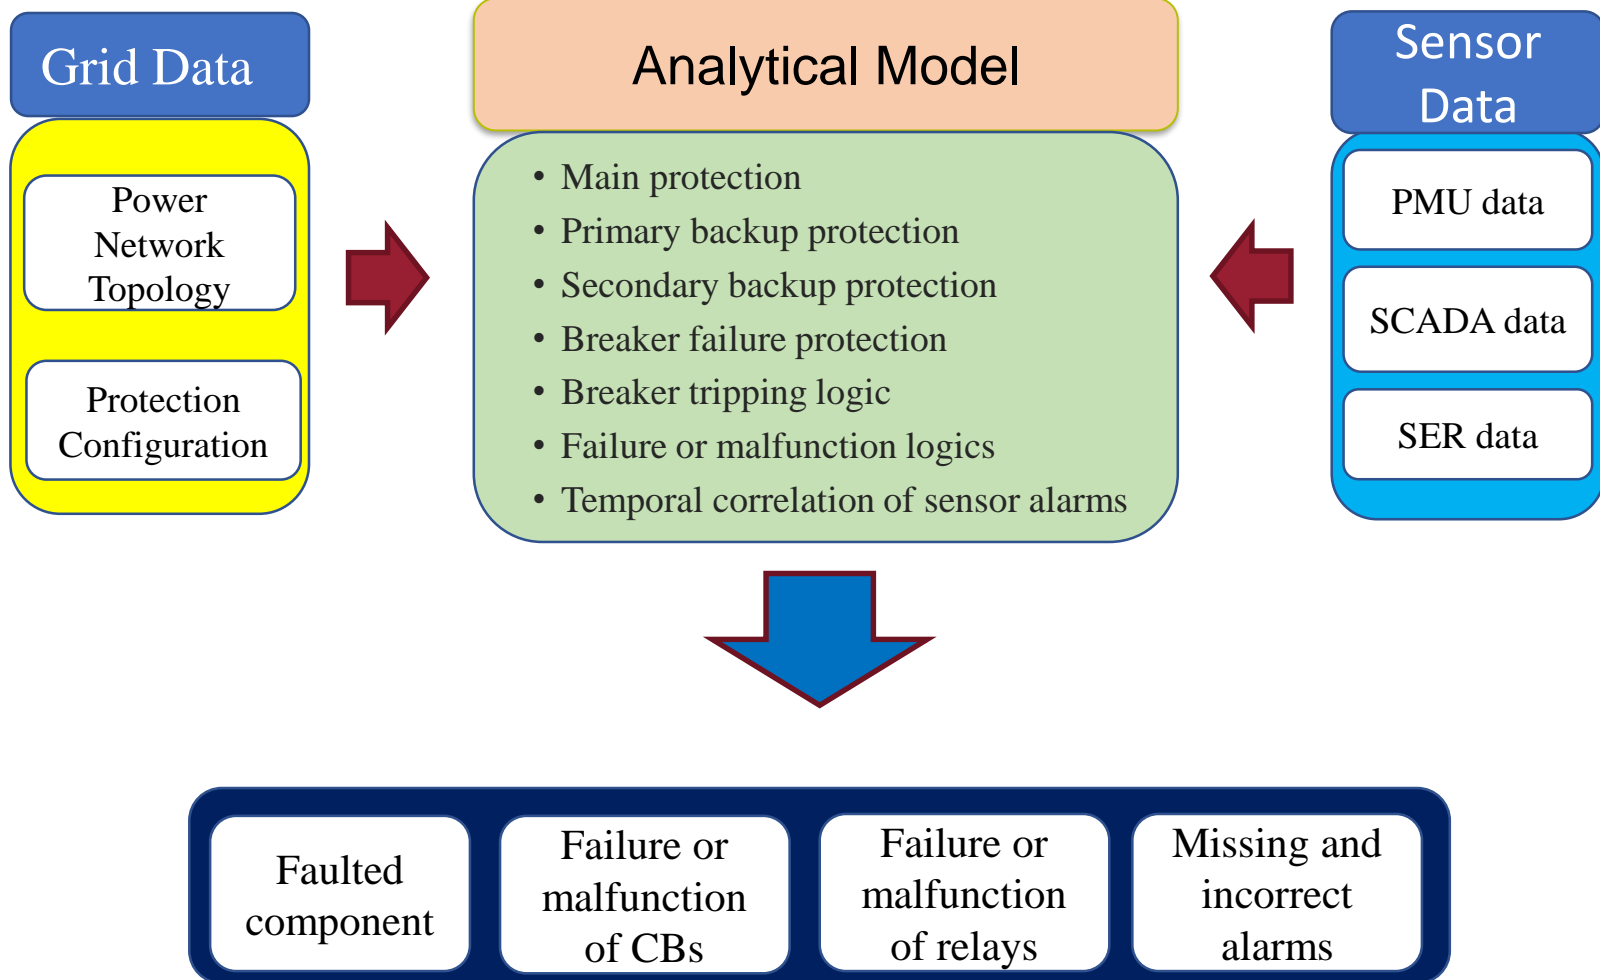 Grid Data
Power
Network
Topology
Protection
Configuration
Analytical Model
• Main protection
• Primary backup protection
• Secondary backup protection
• Breaker failure protection
• Breaker tripping logic
• Failure or malfunction logics
• Temporal correlation of sensor alarms
Sensor
Data
PMU data
SCADA data
SER data
Faulted
component
Failure or
malfunction
of CBs
Failure or
malfunction
of relays
Missing and
incorrect
alarms